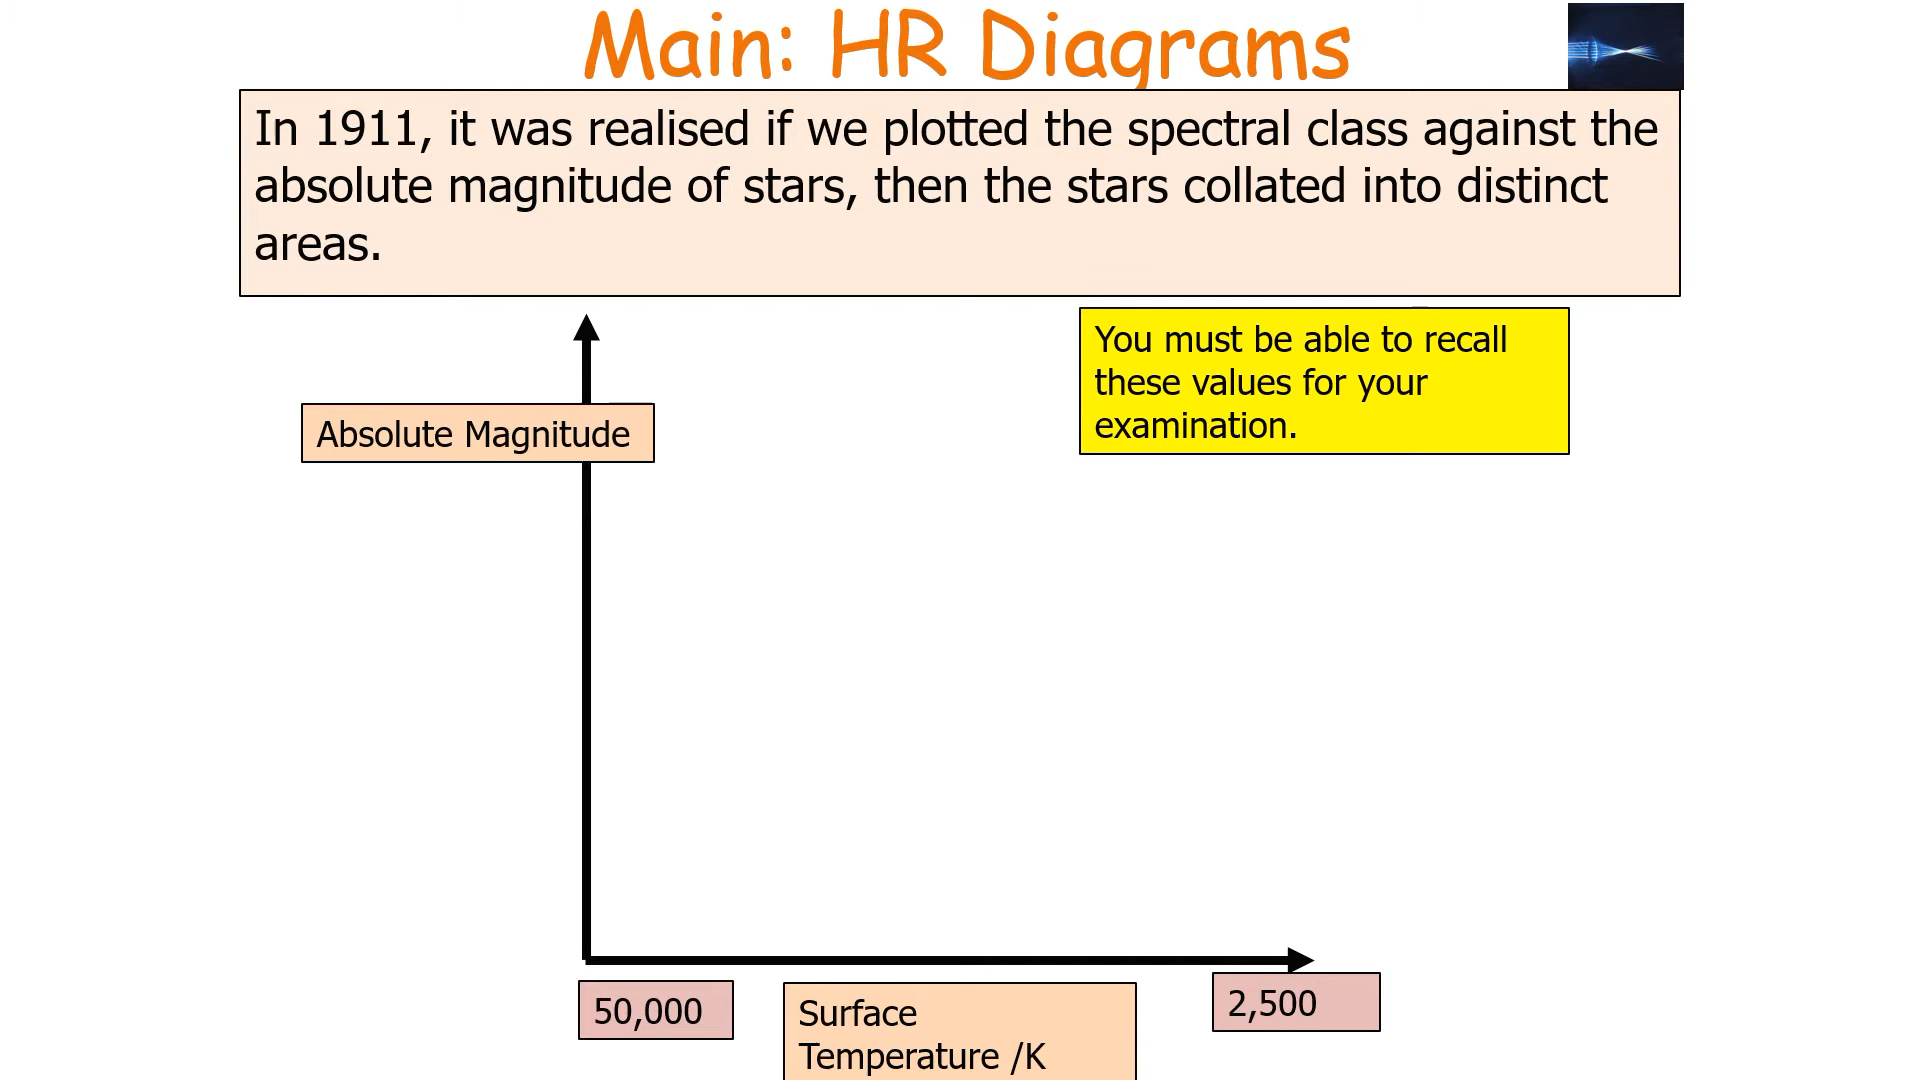 Main: HR Diagrams
In 1911, it was realised if we plotted the spectral class against the
absolute magnitude of stars, then the stars collated into distinct
areas.
You must be able to recall
these values for your
examination.
Absolute Magnitude
50,000
Surface
Temperature /K
2,500